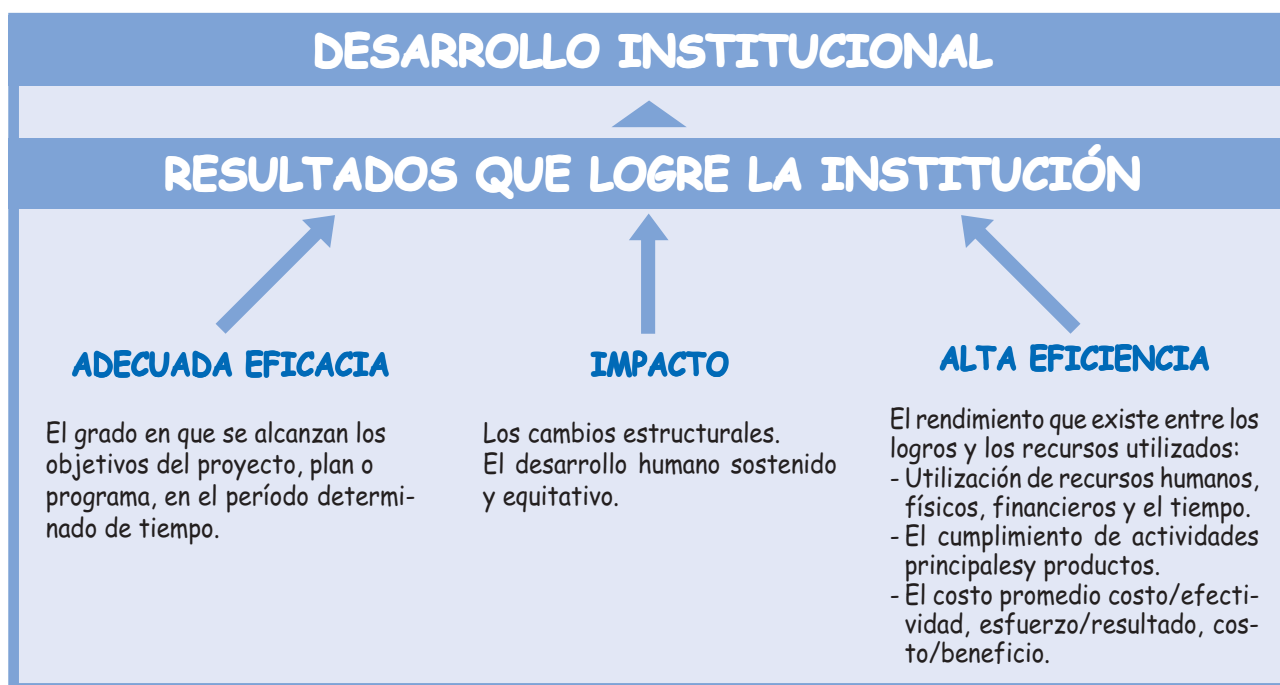 DESARROLLO INSTITUCIONAL
RESULTADOS QUE LOGRE LA INSTITUCIÓN
ADECUADA EFICACIA
El grado en que se alcanzan los
objetivos del proyecto, plan o
programa, en el período determi-
nado de tiempo.
IMPACTO
Los cambios estructurales.
El desarrollo humano sostenido
y equitativo.
ALTA EFICIENCIA
El rendimiento que existe entre los
logros y los recursos utilizados:
- Utilización de recursos humanos,
físicos, financieros y el tiempo.
- El cumplimiento de actividades
principalesy productos.
- El costo promedio costo/efecti-
vidad, esfuerzo/resultado, cos-
to/beneficio.